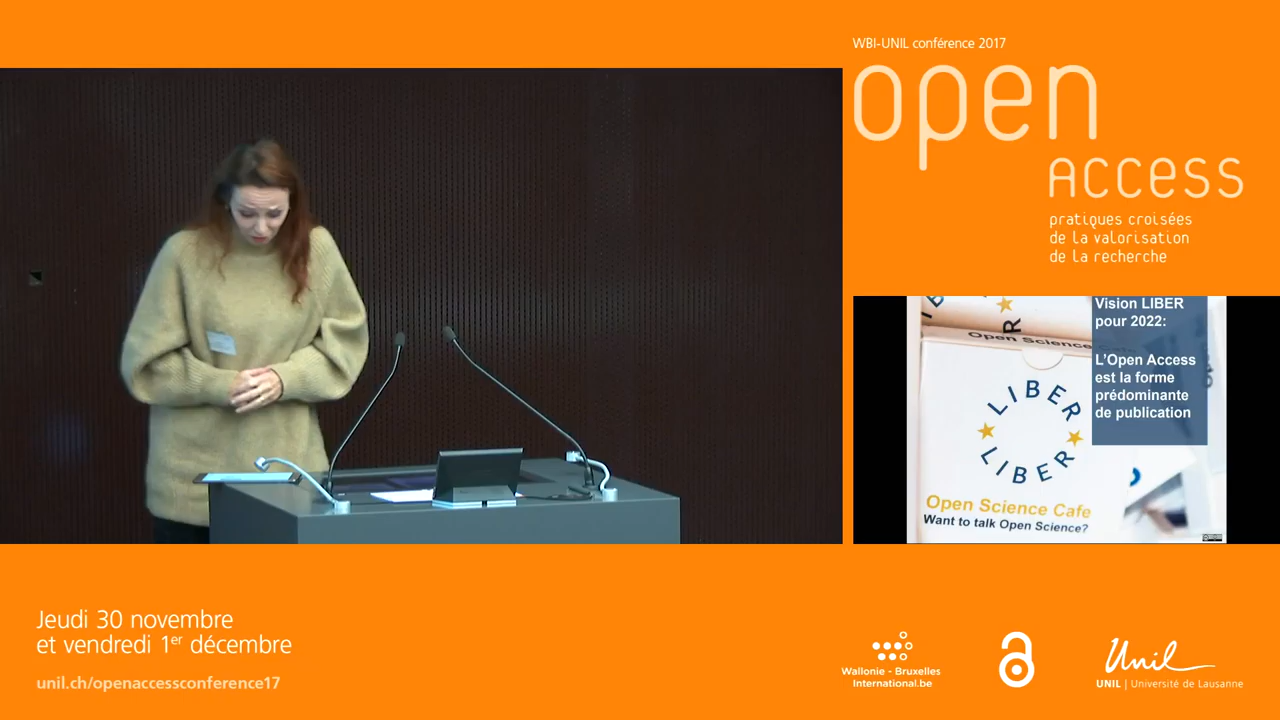 WBI-UNIL conférence 2017
open
access
pratiques croisées
de la valorisation
de la recherche
Vision LIBER
pour 2022:
L'Open Access
est la forme
prédominante
de publication
Open Science
LIBER
LIBER
Open Science Cafe
Want to talk Open Science?
Jeudi 30 novembre
et vendredi 1er décembre
unil.ch/openaccessconference17
Wallonie - Bruxelles
International.be
Unil
UNIL | Université de Lausanne